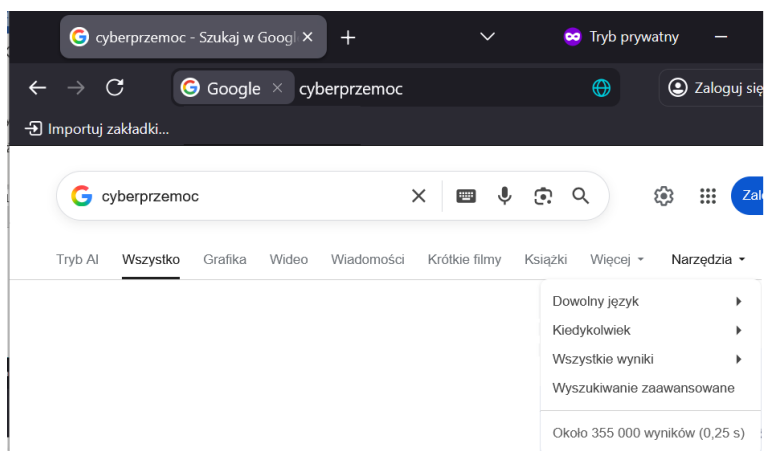 cyberprzemoc - Szukaj w Googl
Tryb prywatny
Google cyberprzemoc
Zaloguj się
Importuj zakładki...
cyberprzemoc
Tryb AI Wszystko Grafika Wideo Wiadomości Krótkie filmy Książki Więcej Narzędzia
Dowolny język
Kiedykolwiek
Wszystkie wyniki
Wyszukiwanie zaawansowane
Około 355 000 wyników (0,25 s)